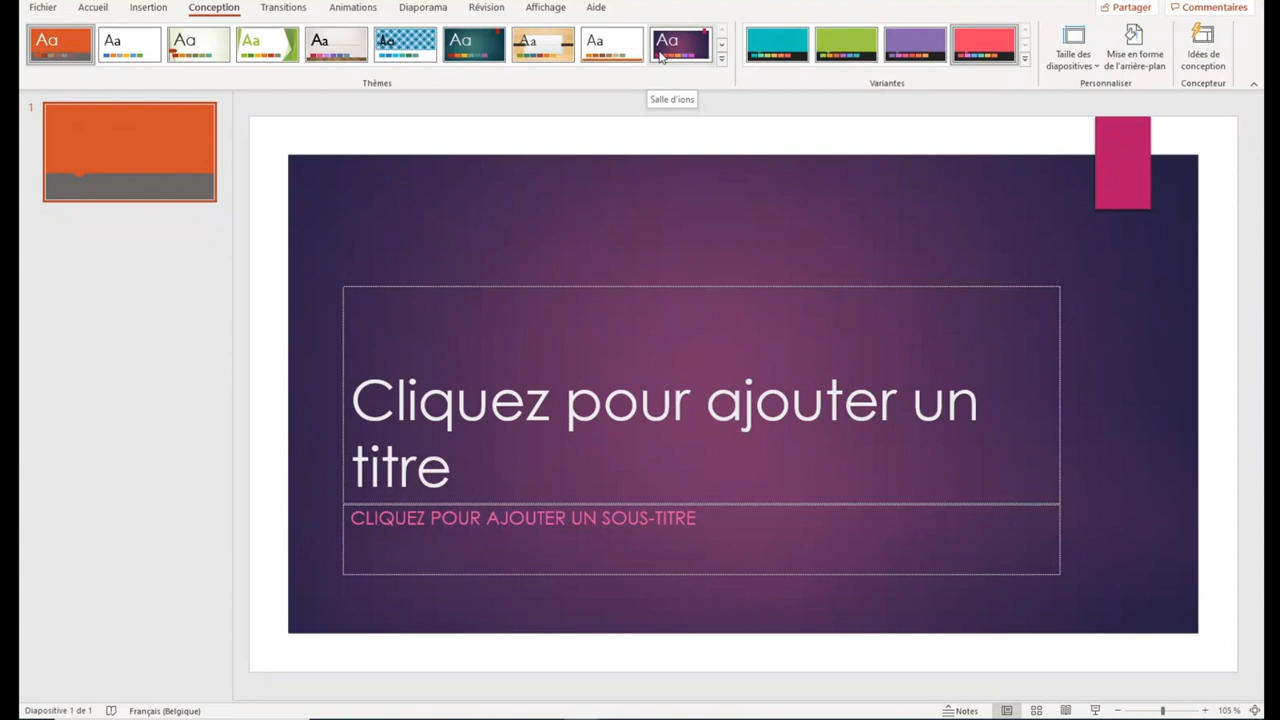 Fichier Accueil Insertion Conception Transitions Animations Diaporama Révision Affichage Aide Partager Commentaires
Aa Aa Aa Aa Aa Aa Aa Aa Aa Aa
Taille des diapositives
Mise en forme de l'arrière-plan
Idées de conception
Thèmes Variantes Personnaliser Concepteur
Salle d'ions
1
Cliquez pour ajouter un
titre
CLIQUEZ POUR AJOUTER UN SOUS-TITRE
Diapositive 1 de 1 Français (Belgique) Notes 105 %